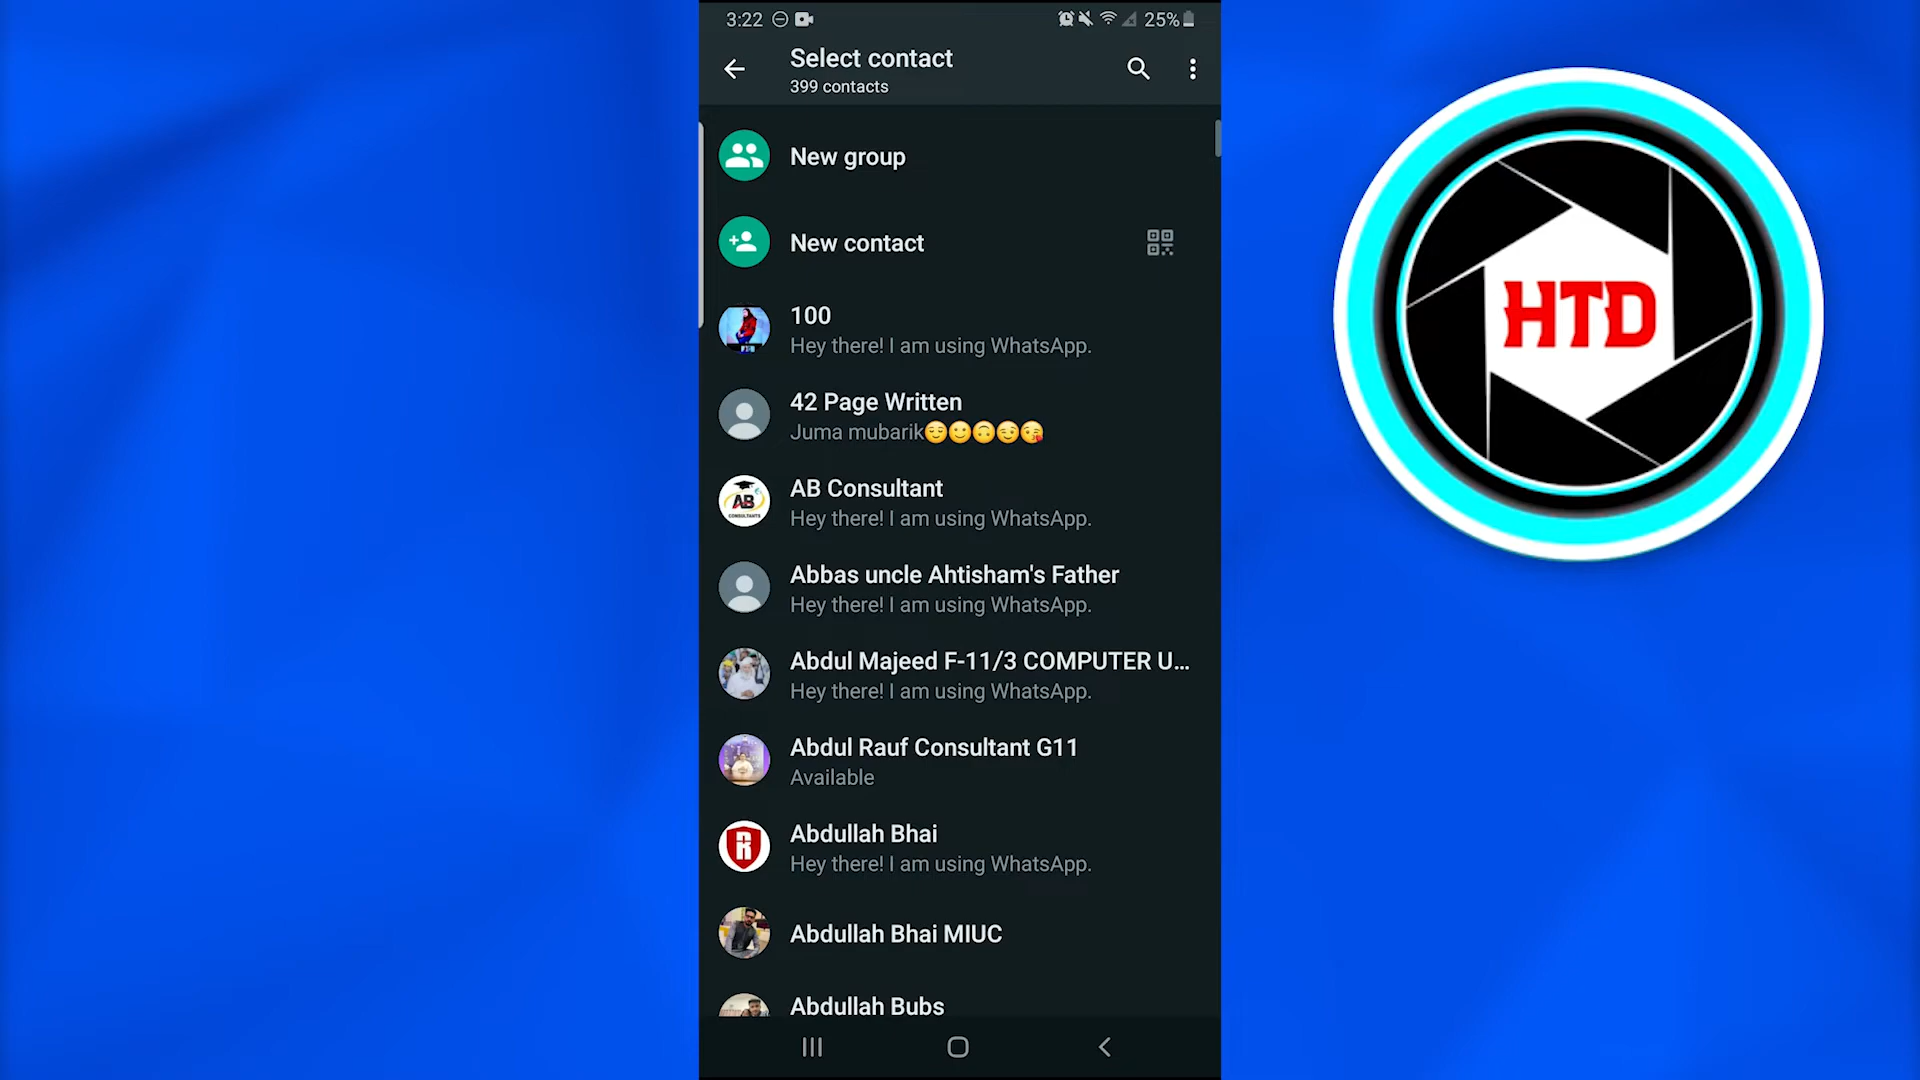 3:22
25%
Select contact
399 contacts
New group
New contact
100
Hey there! I am using WhatsApp.
42 Page Written
Juma mubarik😌🙂🙃😏😘
AB Consultant
Hey there! I am using WhatsApp.
AB
CONSULTANTS
Abbas uncle Ahtisham's Father
Hey there! I am using WhatsApp.
Abdul Majeed F-11/3 COMPUTER U...
Hey there! I am using WhatsApp.
Abdul Rauf Consultant G11
Available
Abdullah Bhai
Hey there! I am using WhatsApp.
Abdullah Bhai MIUC
Abdullah Bubs
HTD